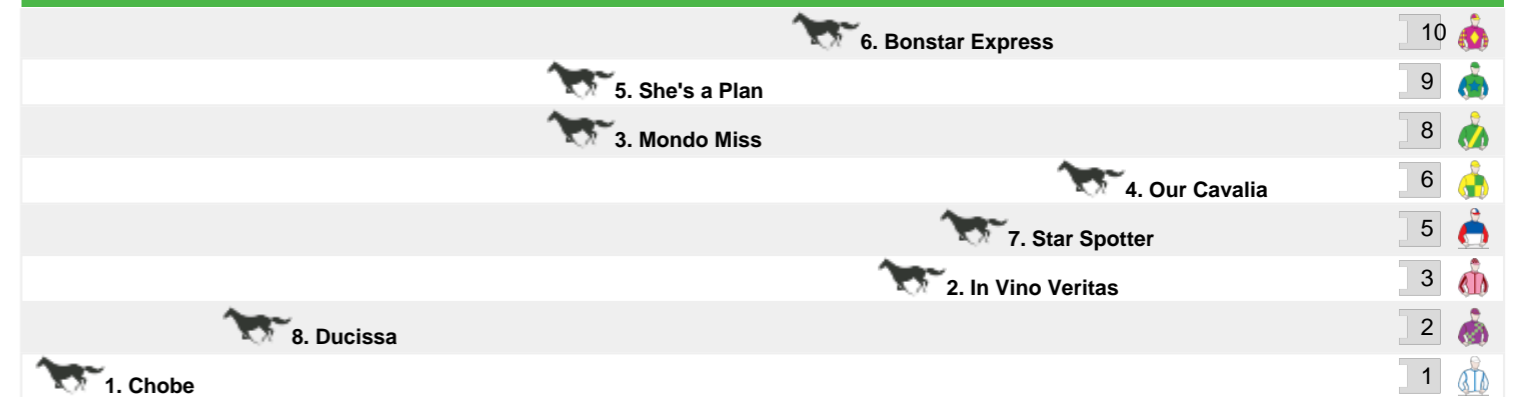 6. Bonstar Express 10
5. She's a Plan 9
3. Mondo Miss 8
4. Our Cavalia 6
7. Star Spotter 5
2. In Vino Veritas 3
8. Ducissa 2
1. Chobe 1